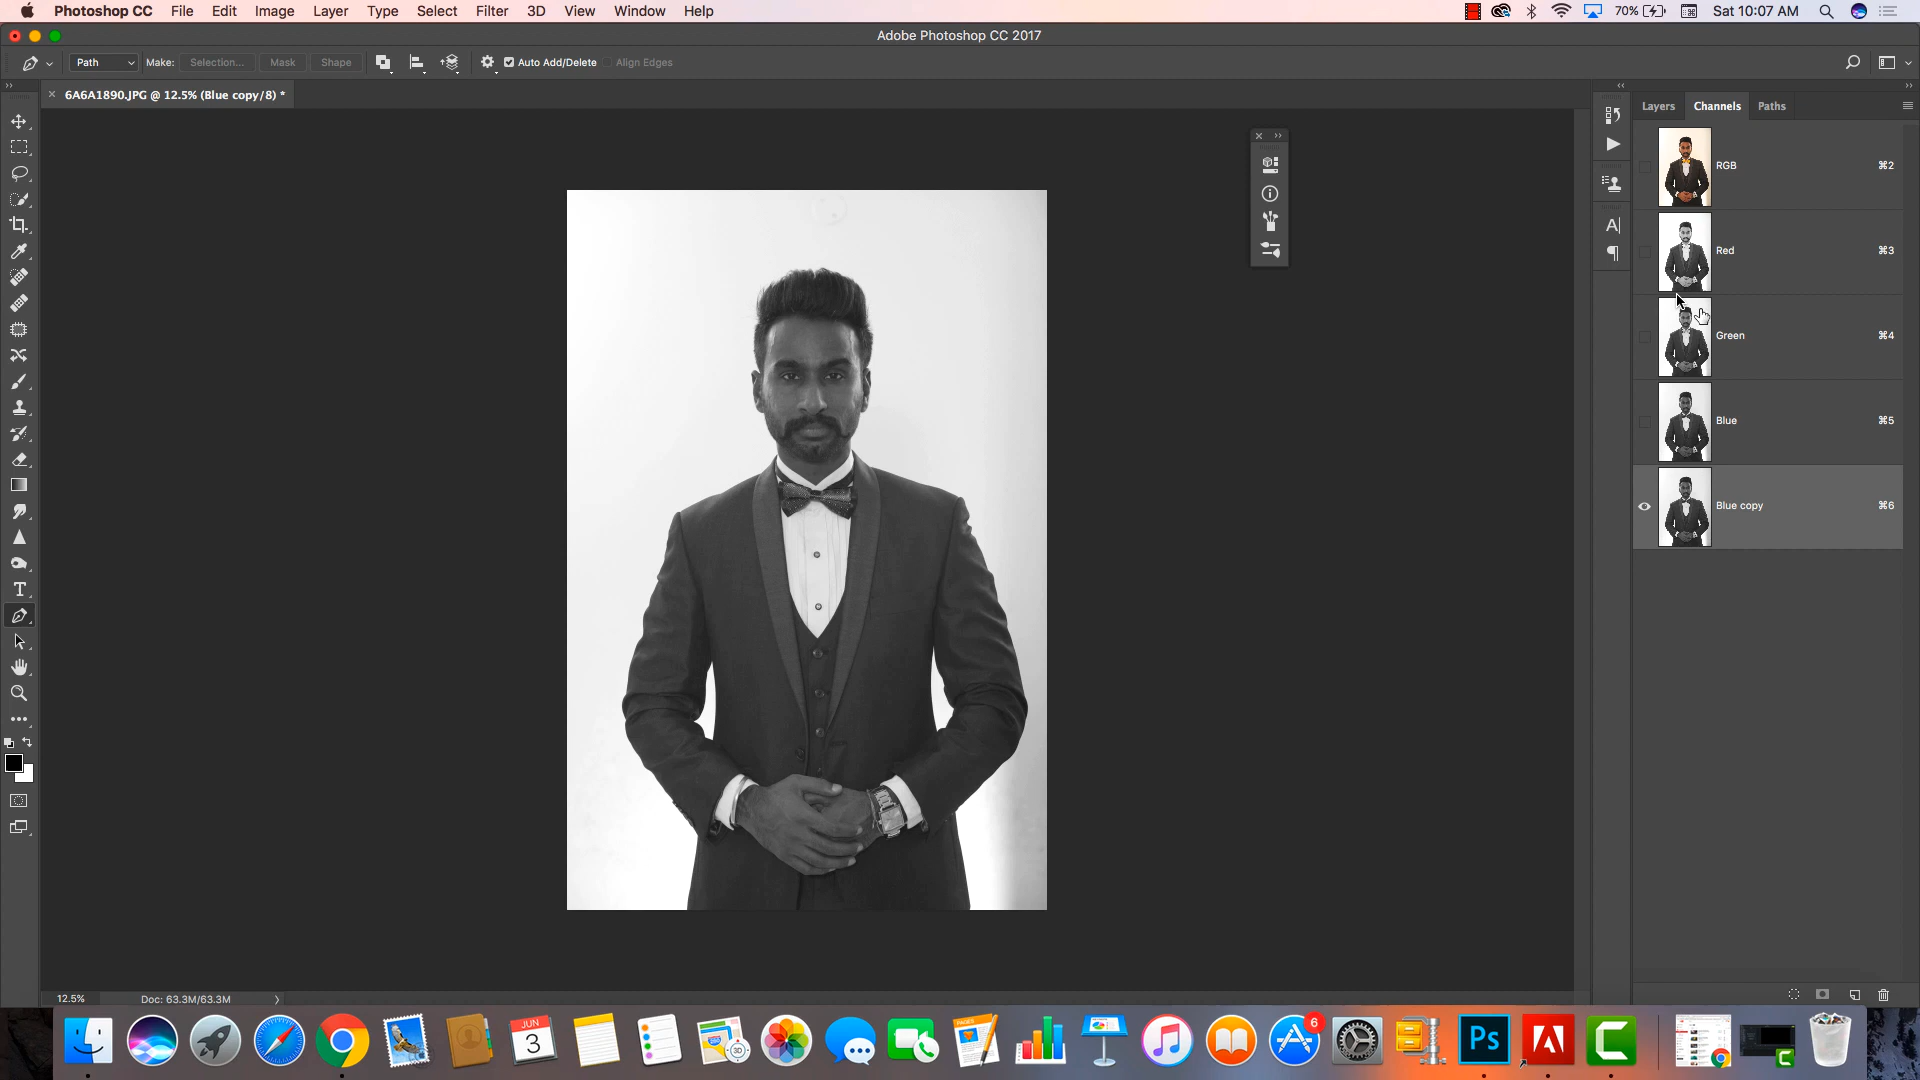 Photoshop CC File Edit Image Layer Type Select Filter 3D View Window Help 70% Sat 10:07 AM
Adobe Photoshop CC 2017
Path Make: Selection... Mask Shape Auto Add/Delete Align Edges
× 6A6A1890.JPG @ 12.5% (Blue copy/8) *
Layers Channels Paths
RGB ⌘2
Red ⌘3
Green ⌘4
Blue ⌘5
Blue copy ⌘6
12.5% Doc: 63.3M/63.3M
JUN
3
3D
PAGES
6
Ps